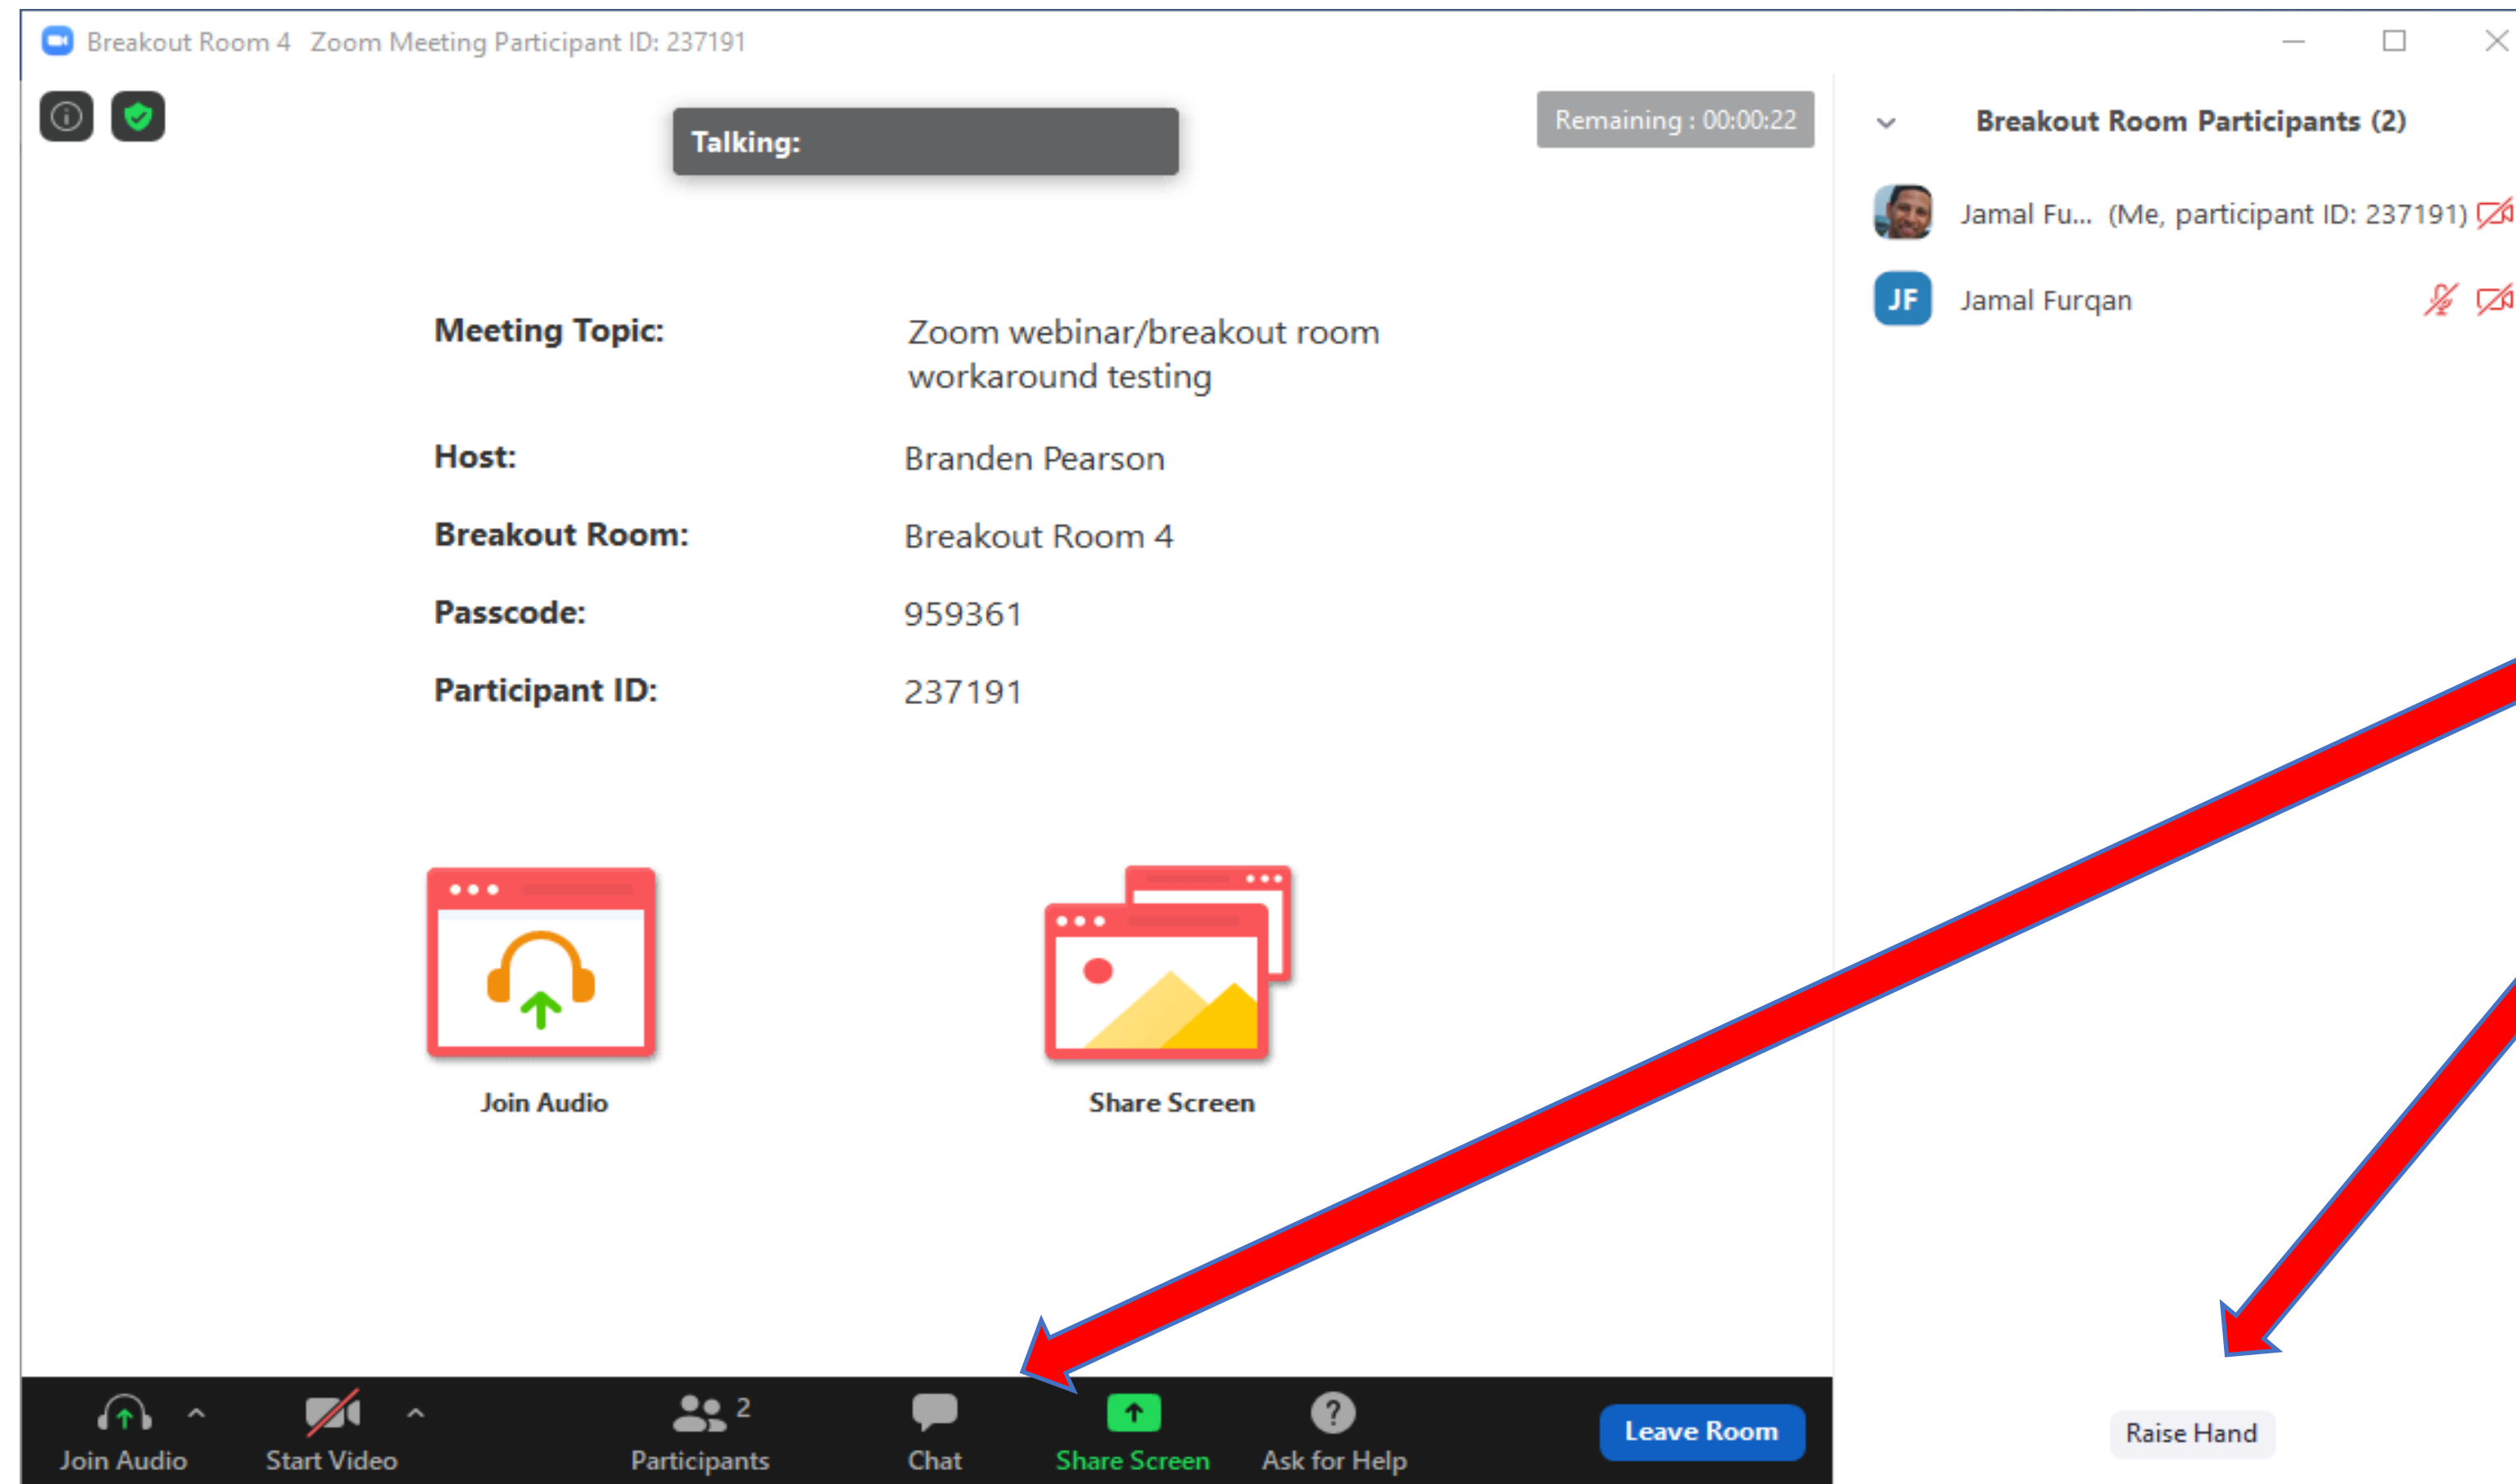 Breakout Room 4 Zoom Meeting Participant ID: 237191
Talking:
Remaining : 00:00:22
Breakout Room Participants (2)
Jamal Fu... (Me, participant ID: 237191)
JF Jamal Furqan
Meeting Topic: Zoom webinar/breakout room
workaround testing
Host: Branden Pearson
Breakout Room: Breakout Room 4
Passcode: 959361
Participant ID: 237191
Join Audio Share Screen
2
Join Audio Start Video Participants Chat Share Screen Ask for Help Leave Room Raise Hand